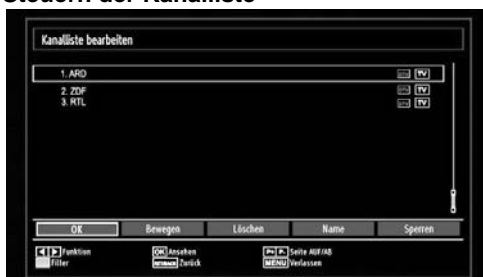 Steuern der Kanalliste
Kanalliste bearbeiten
1. ARD TV
2. ZDF TV
3. RTL TV
OK Bewegen Löschen Name Sperren
Funktion OK Ansehen P+ P- Seite AUF/AB
Filter Zurück MENU Verlassen